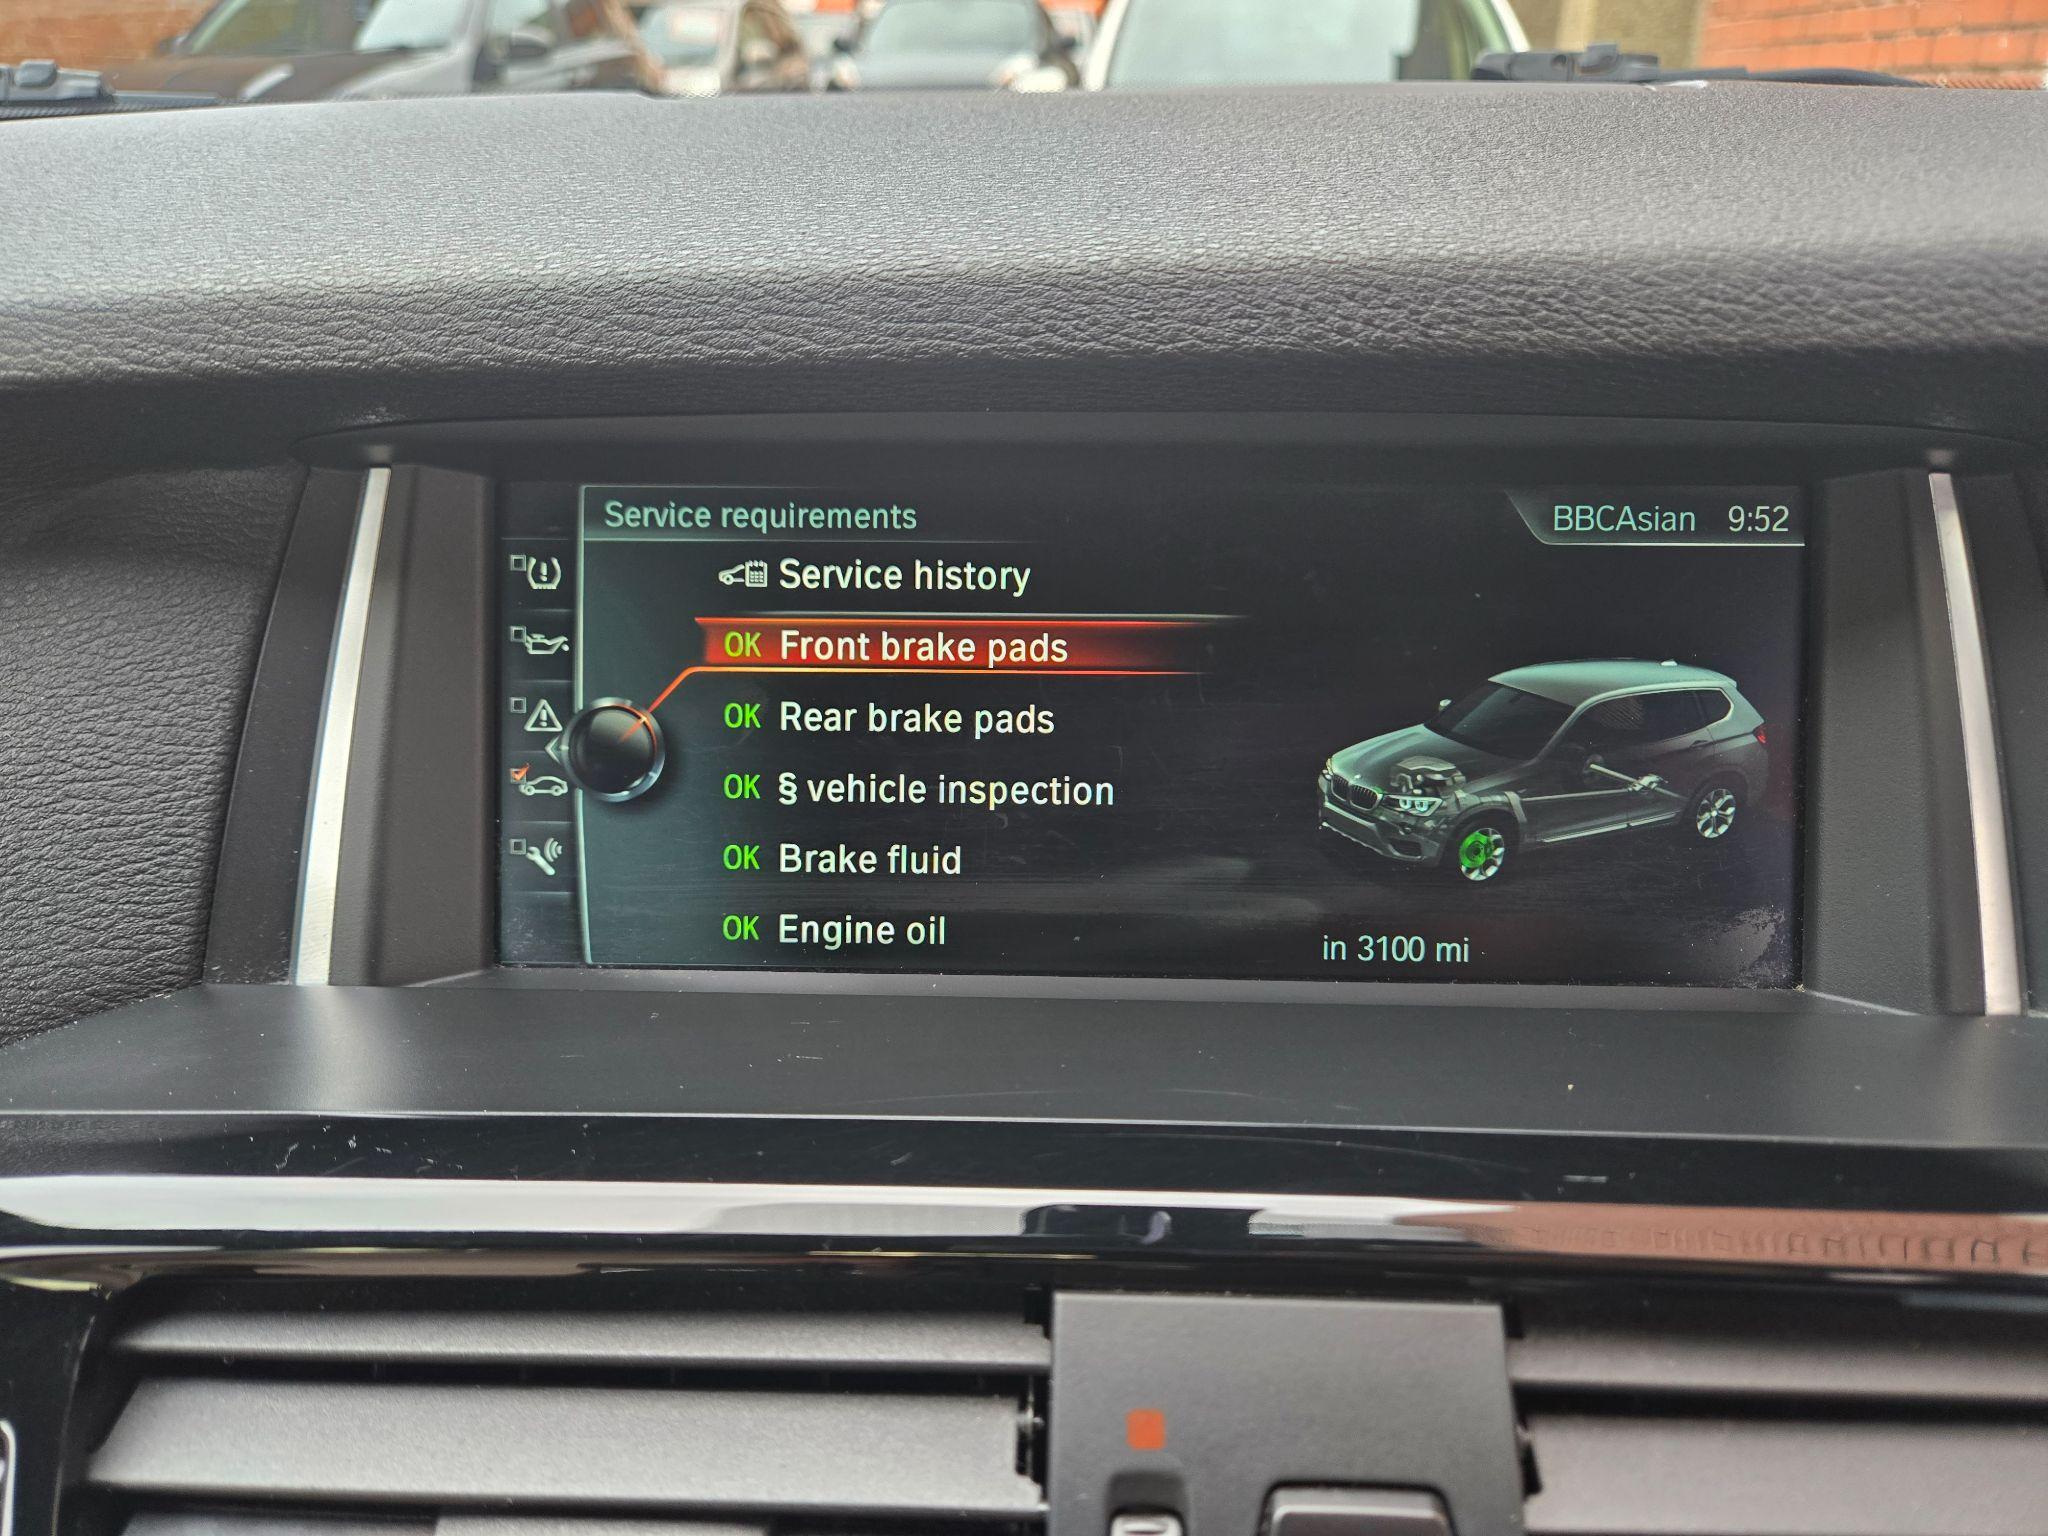 Service requirements
BBCAsian 9:52
Service history
OK Front brake pads
OK Rear brake pads
OK § vehicle inspection
OK Brake fluid
OK Engine oil
in 3100 mi